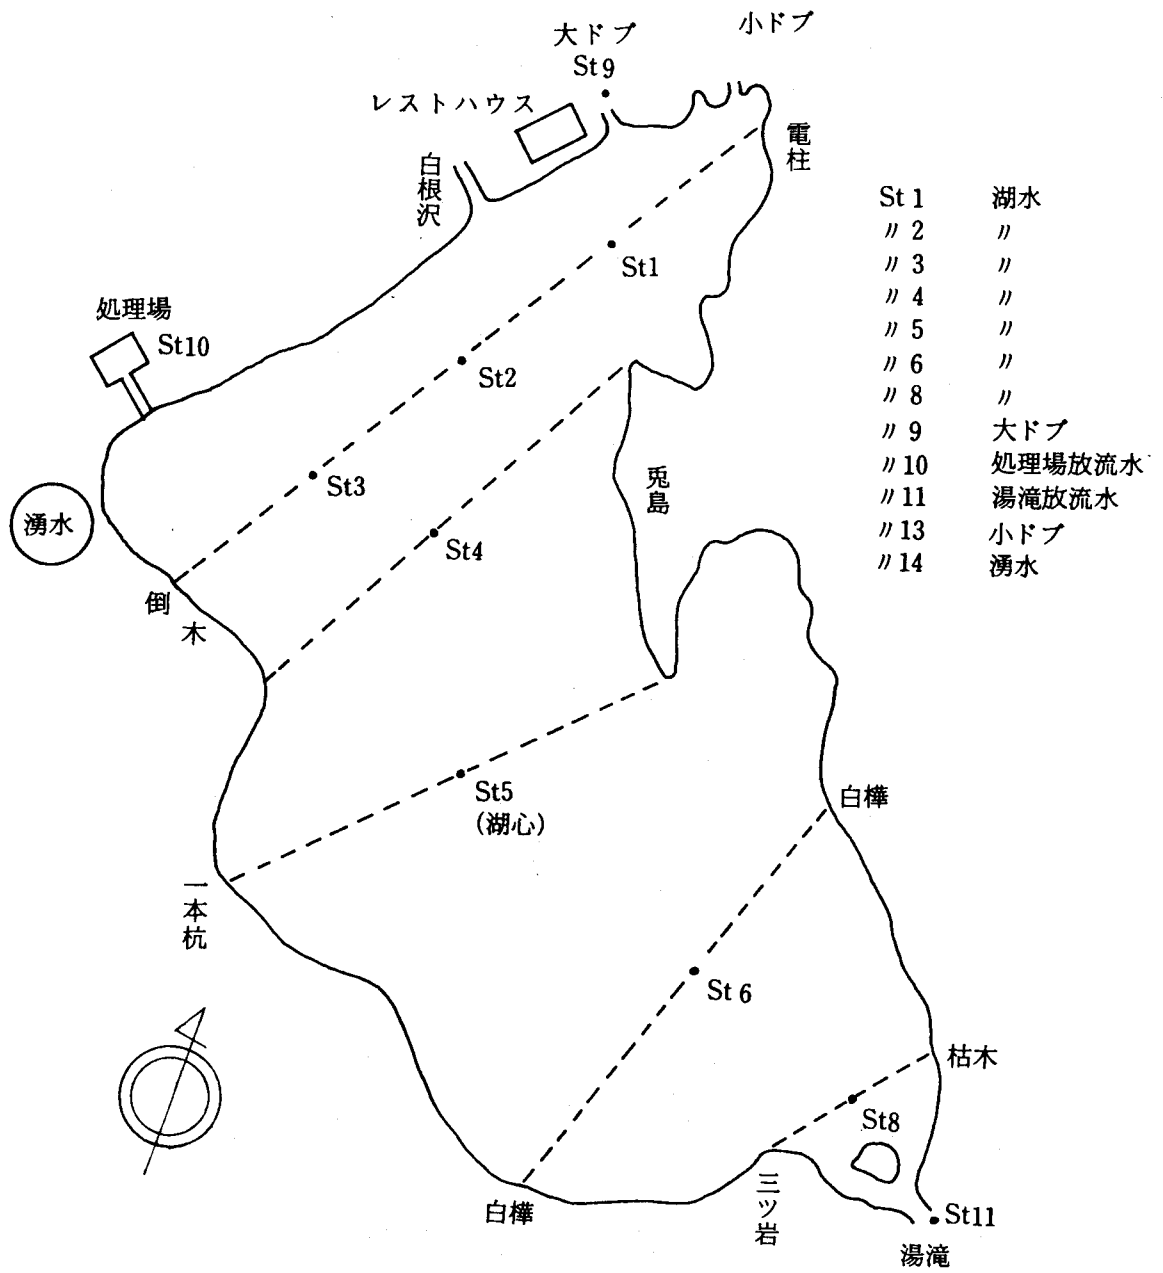 小ドブ
大ドブ
St 9
レストハウス
電柱
白根沢
St 1 湖水
〃 2 〃
〃 3 〃
〃 4 〃
〃 5 〃
〃 6 〃
〃 8 〃
〃 9 大ドブ
〃 10 処理場放流水
〃 11 湯滝放流水
〃 13 小ドブ
〃 14 湧水
St1
処理場
St10
St2
St3
兎島
湧水
St4
倒木
St5
(湖心)
白樺
一本杭
St 6
枯木
St8
三ツ岩
白樺
St11
湯滝